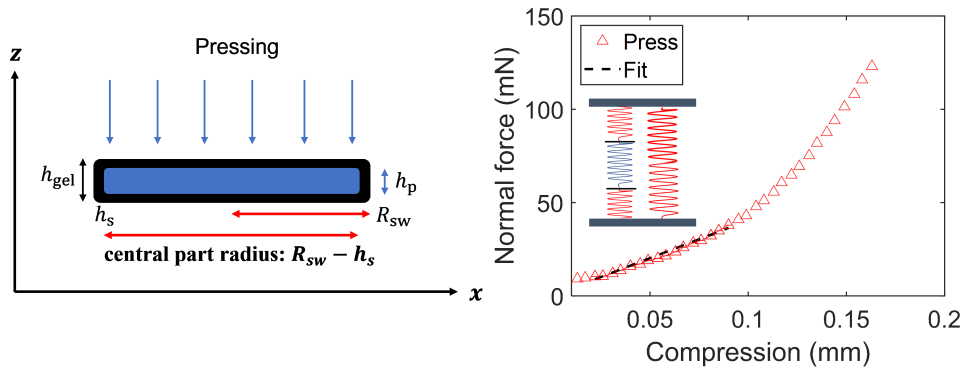 Pressing
z
h_gel
h_p
h_s
R_sw
central part radius: R_sw − h_s
x
150
100
50
0
Normal force (mN)
Press
Fit
0.05
0.1
0.15
0.2
Compression (mm)